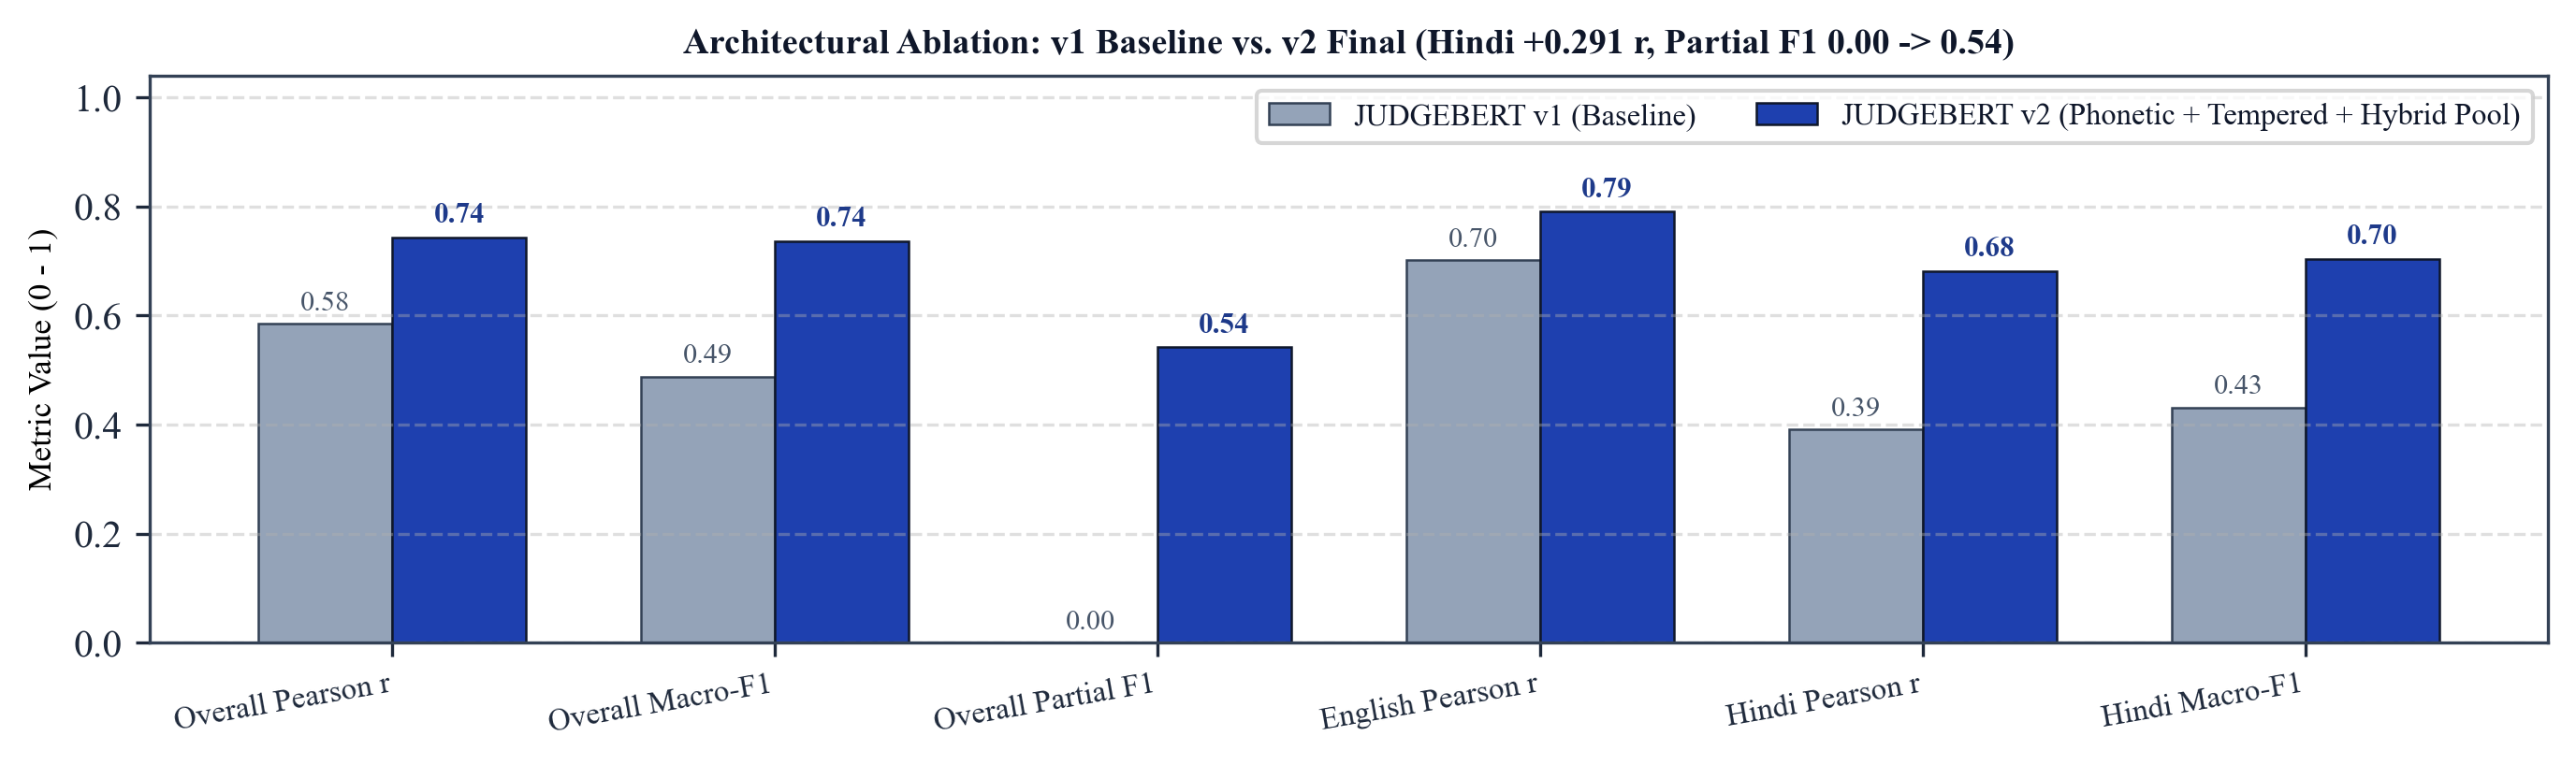 Architectural Ablation: v1 Baseline vs. v2 Final (Hindi +0.291 r, Partial F1 0.00 -> 0.54)
JUDGEBERT v1 (Baseline)
JUDGEBERT v2 (Phonetic + Tempered + Hybrid Pool)
Metric Value (0 - 1)
1.0
0.8
0.6
0.4
0.2
0.0
0.58
0.74
0.49
0.74
0.00
0.54
0.70
0.79
0.39
0.68
0.43
0.70
Overall Pearson r
Overall Macro-F1
Overall Partial F1
English Pearson r
Hindi Pearson r
Hindi Macro-F1